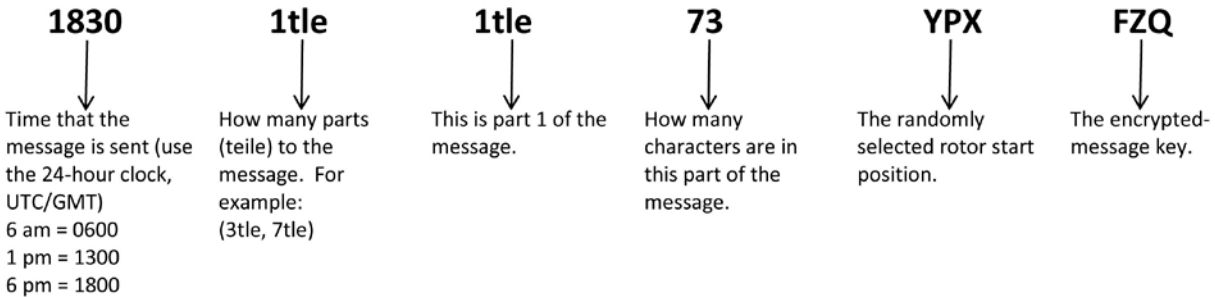 1830 1tle 1tle 73 YPX FZQ
Time that the
message is sent (use
the 24-hour clock,
UTC/GMT)
6 am = 0600
1 pm = 1300
6 pm = 1800
How many parts
(teile) to the
message. For
example:
(3tle, 7tle)
This is part 1 of the
message.
How many
characters are in
this part of the
message.
The randomly
selected rotor start
position.
The encrypted-
message key.